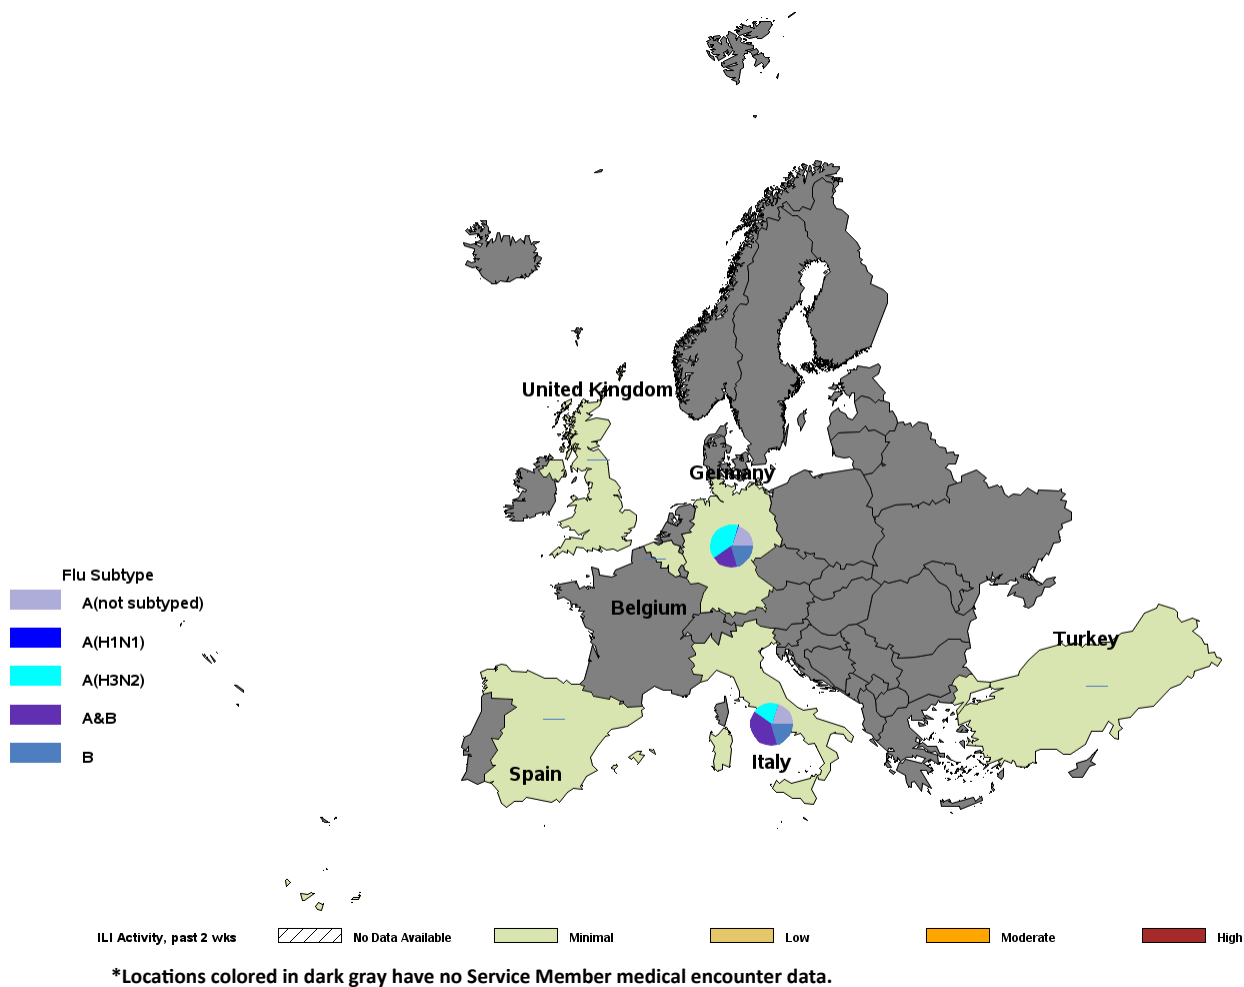 United Kingdom
Germany
Belgium
Turkey
Spain
Italy
Flu Subtype
A(not subtyped)
A(H1N1)
A(H3N2)
A&B
B
ILI Activity, past 2 wks
No Data Available
Minimal
Low
Moderate
High
*Locations colored in dark gray have no Service Member medical encounter data.